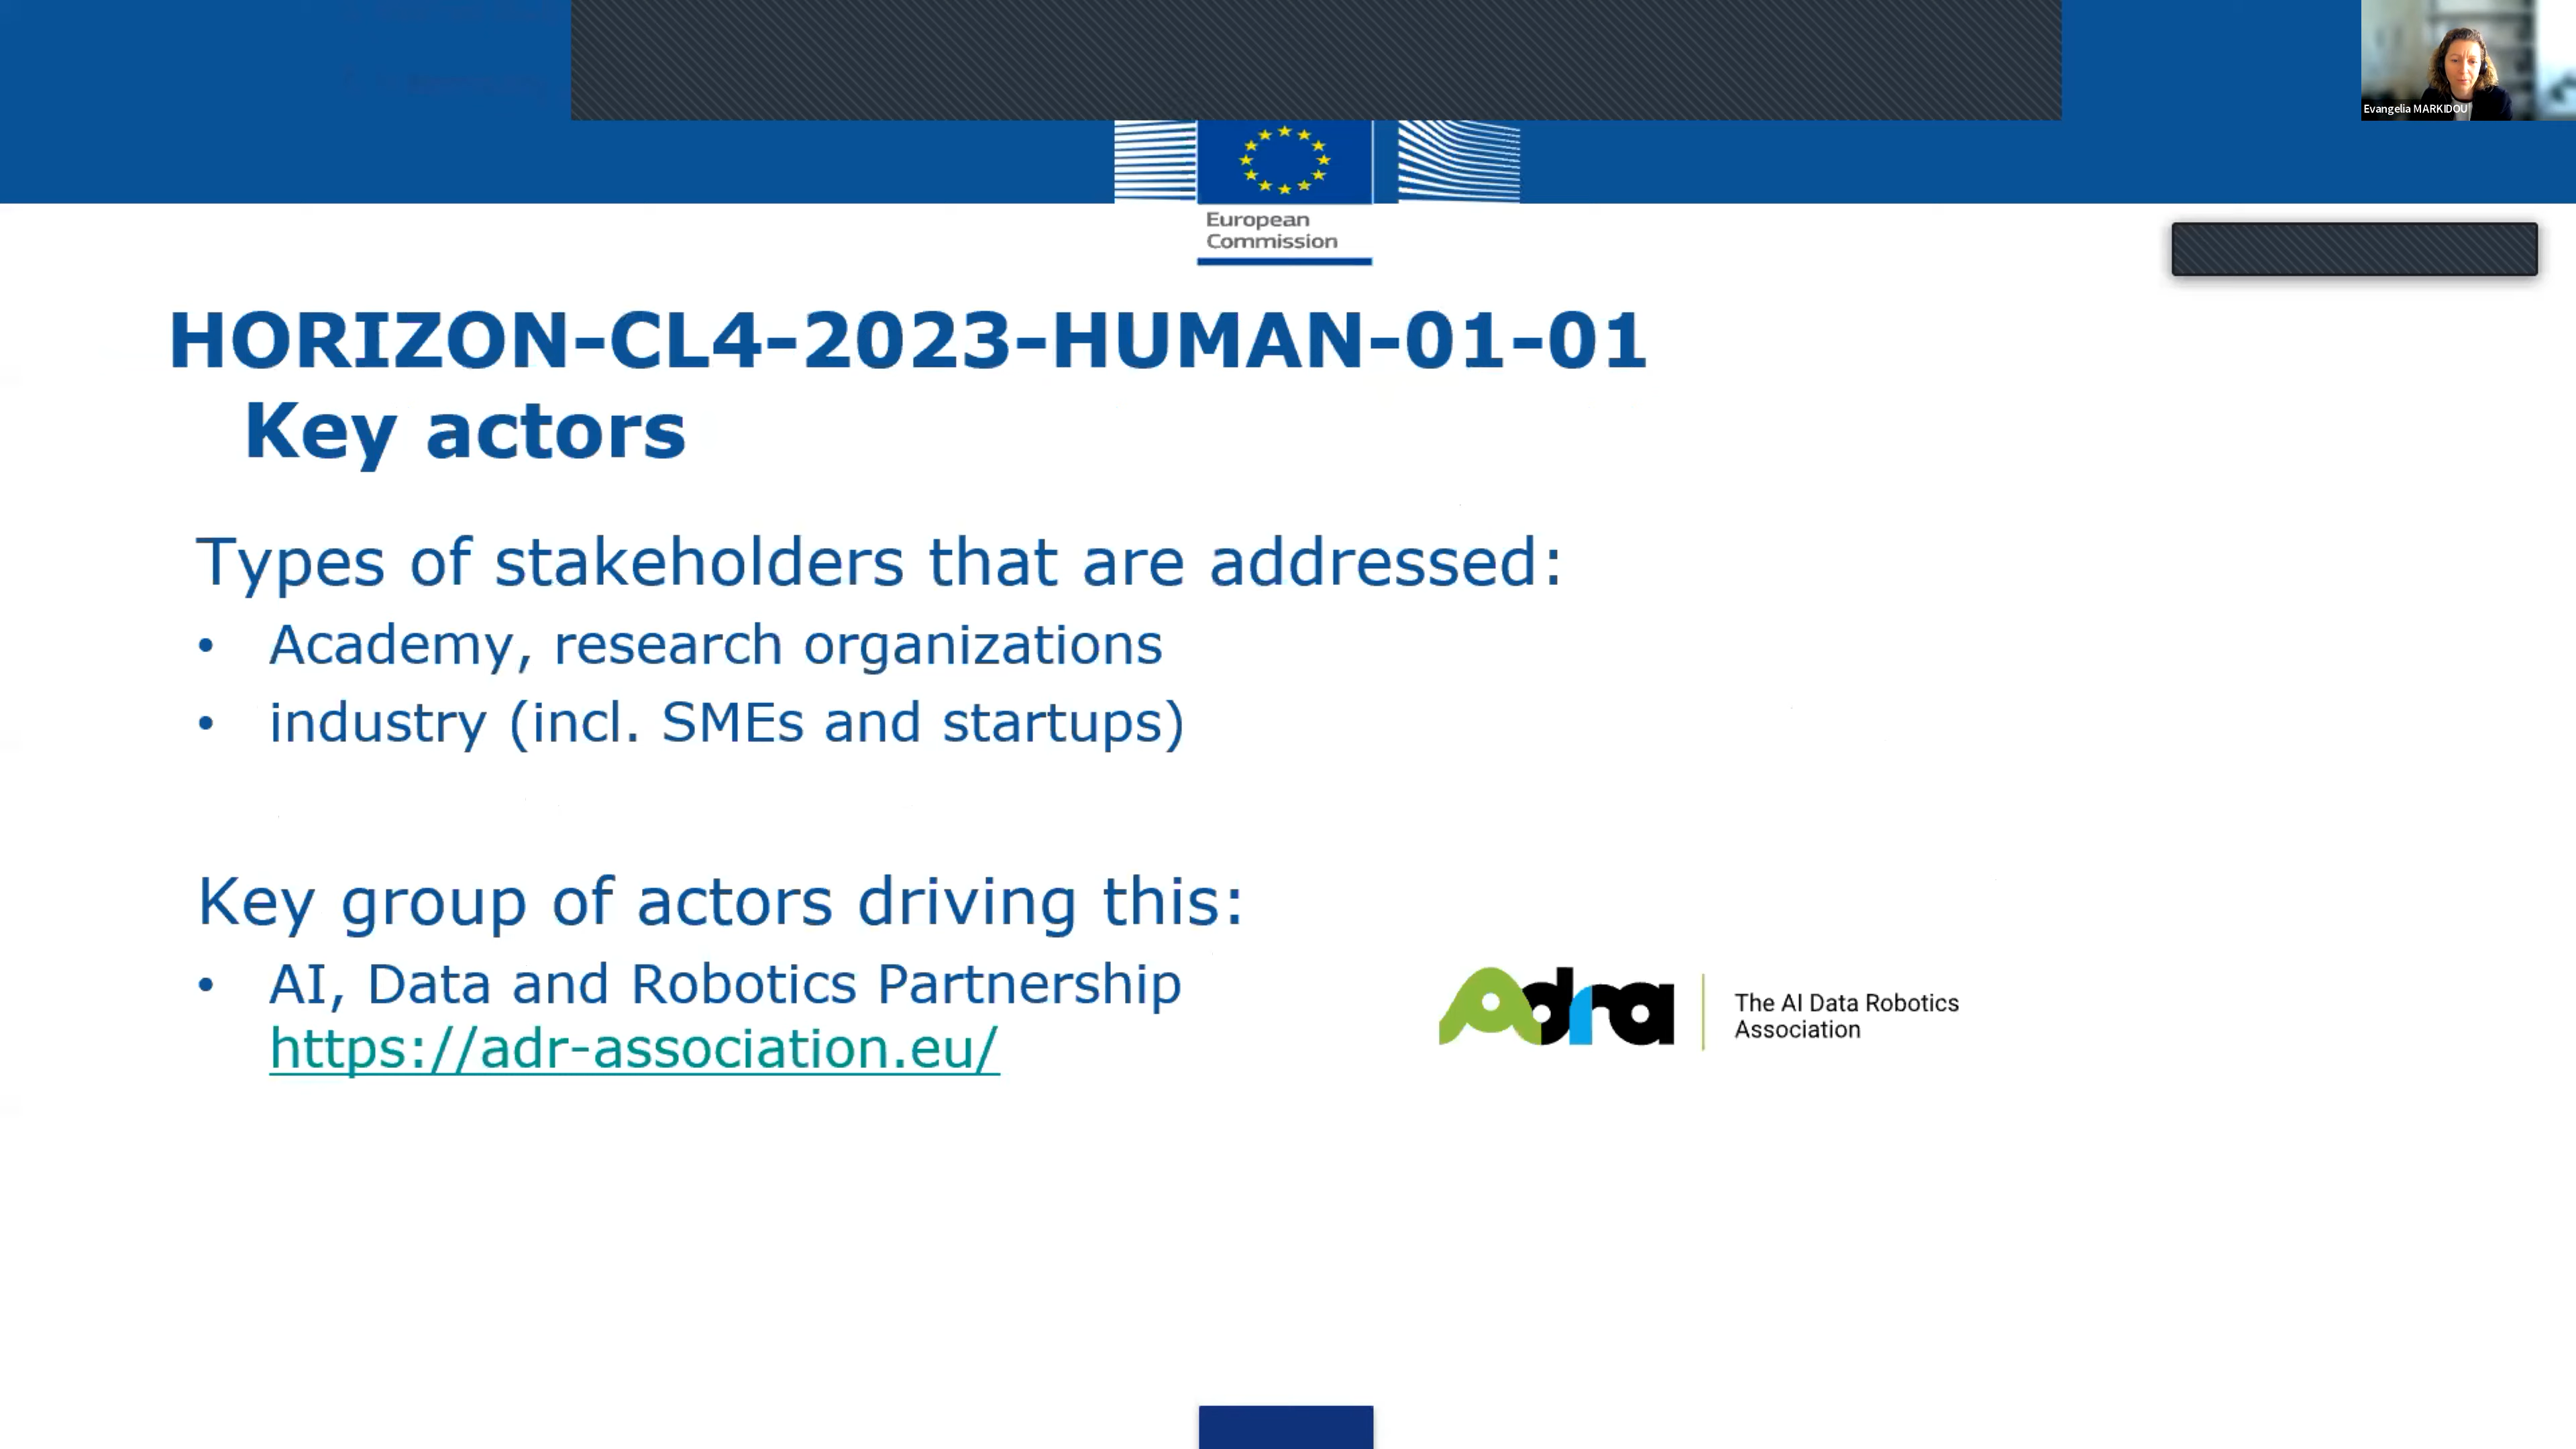 Evangelia MARKIDOU
European
Commission
HORIZON-CL4-2023-HUMAN-01-01
Key actors
Types of stakeholders that are addressed:
• Academy, research organizations
• industry (incl. SMEs and startups)
Key group of actors driving this:
• AI, Data and Robotics Partnership
https://adr-association.eu/
Adra
The AI Data Robotics
Association